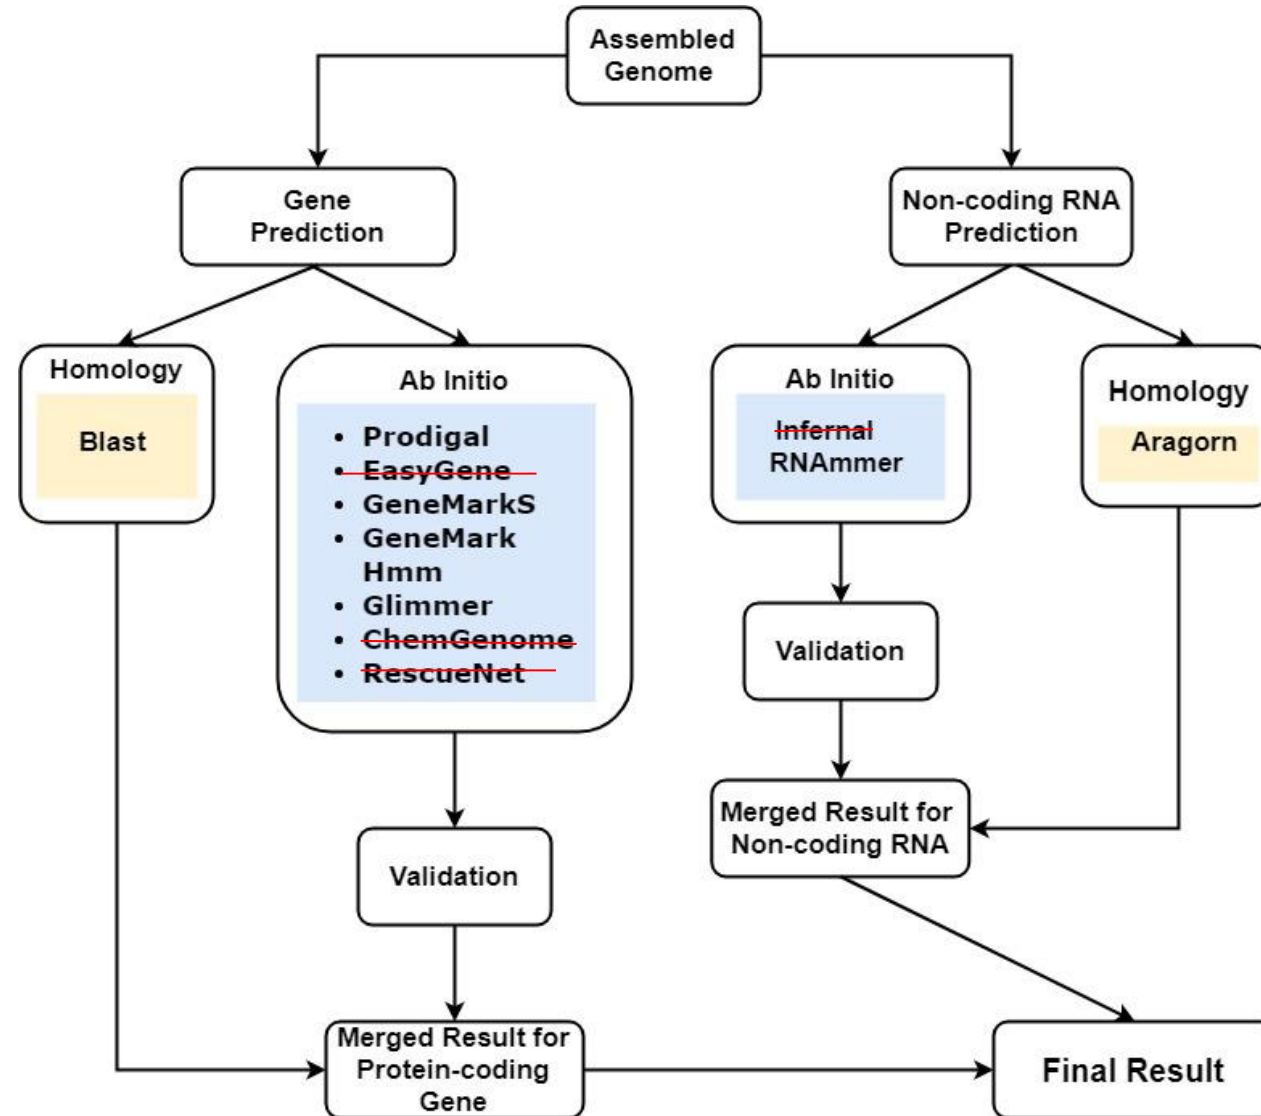 Assembled
Genome
Gene
Prediction
Non-coding RNA
Prediction
Homology
Blast
Ab Initio
• Prodigal
• EasyGene
• GeneMarkS
• GeneMark
Hmm
• Glimmer
• ChemGenome
• RescueNet
Ab Initio
Infernal
RNAmmer
Homology
Aragorn
Validation
Merged Result for
Non-coding RNA
Validation
Merged Result for
Protein-coding
Gene
Final Result